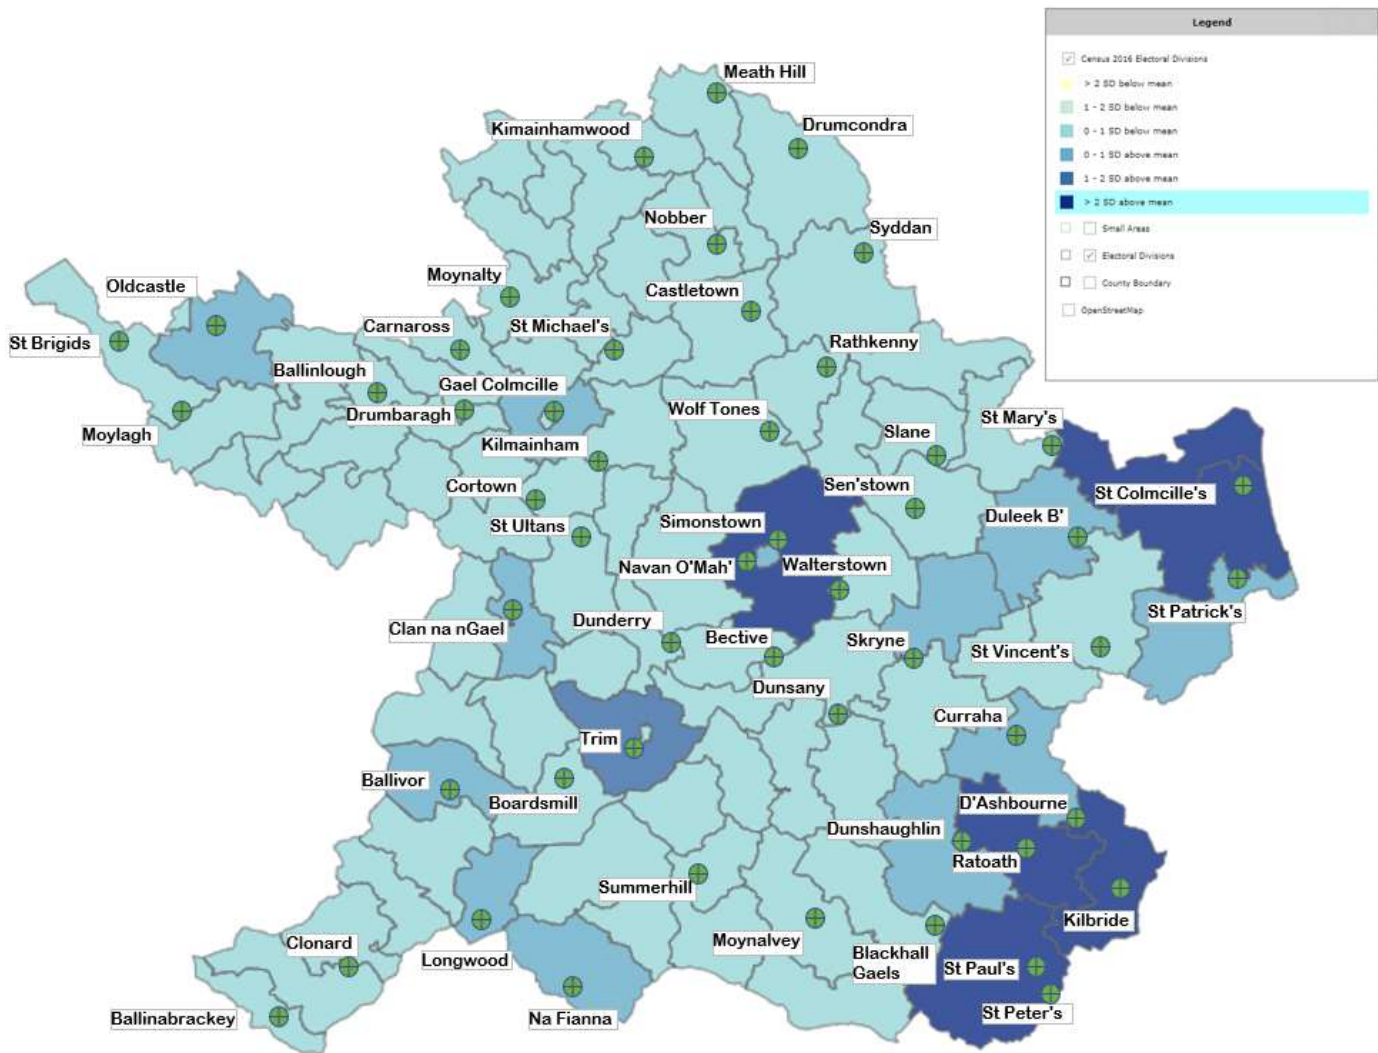 Legend
Census 2016 Electoral Divisions
> 2 SD below mean
1 - 2 SD below mean
0 - 1 SD below mean
0 - 1 SD above mean
1 - 2 SD above mean
> 2 SD above mean
Small Areas
Electoral Divisions
County Boundary
OpenStreetMap
Meath Hill
Kimainhamwood
Drumcondra
Nobber
Syddan
Moynalty
Oldcastle
Castletown
Carnaross
St Michael's
St Brigids
Rathkenny
Ballinlough
Gael Colmcille
Drumbaragh
Wolf Tones
Moylagh
St Mary's
Slane
Kilmainham
Cortown
Sen'stown
St Colmcille's
St Ultans
Simonstown
Duleek B'
Navan O'Mah'
Walterstown
St Patrick's
Clan na nGael
Dunderry
Bective
Skryne
St Vincent's
Dunsany
Curraha
Trim
Ballivor
Boardsmill
D'Ashbourne
Dunshaughlin
Ratoath
Summerhill
Kilbride
Clonard
Longwood
Moynalvey
Blackhall
Gaels
St Paul's
St Peter's
Ballinabrackey
Na Fianna